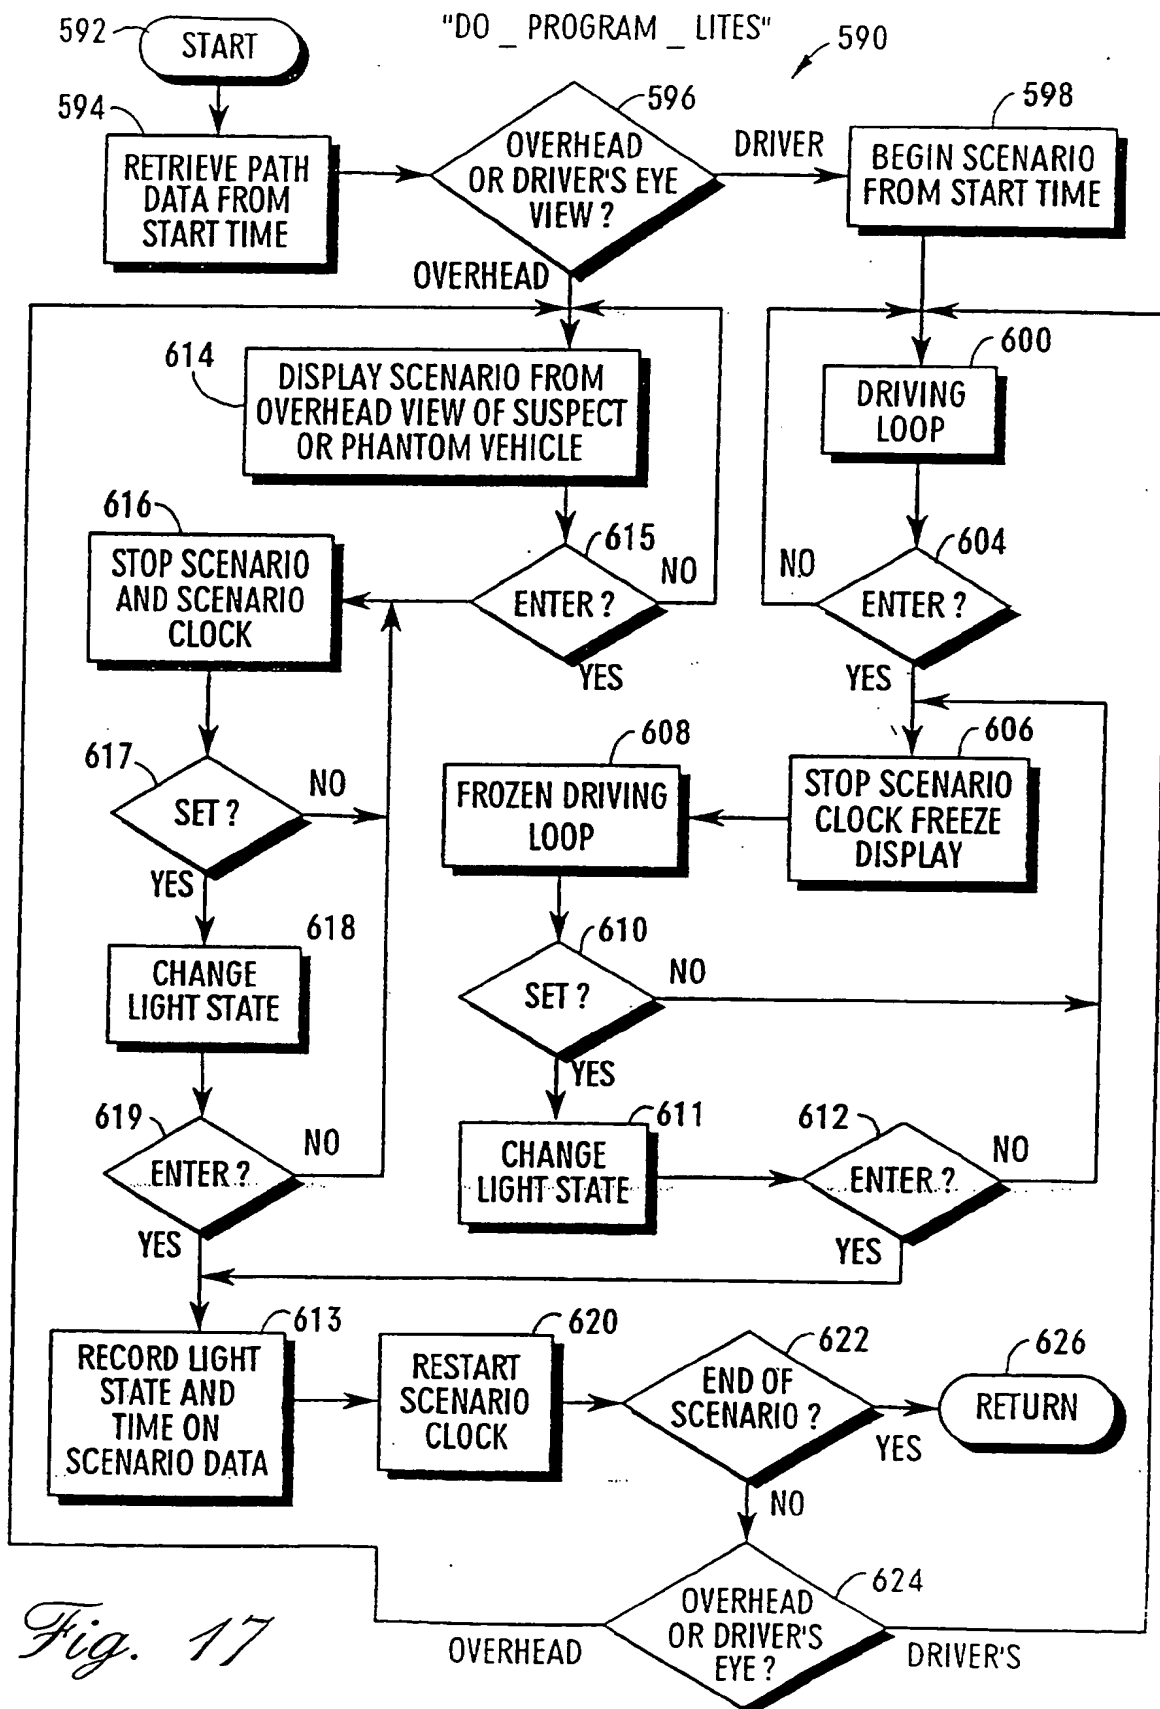 "DO _ PROGRAM _ LITES"
590
592
START
594
RETRIEVE PATH
DATA FROM
START TIME
596
OVERHEAD
OR DRIVER'S EYE
VIEW ?
DRIVER
OVERHEAD
598
BEGIN SCENARIO
FROM START TIME
600
DRIVING
LOOP
604
ENTER ?
NO
YES
614
DISPLAY SCENARIO FROM
OVERHEAD VIEW OF SUSPECT
OR PHANTOM VEHICLE
615
ENTER ?
NO
YES
616
STOP SCENARIO
AND SCENARIO
CLOCK
617
SET ?
NO
YES
618
CHANGE
LIGHT STATE
619
ENTER ?
NO
YES
606
STOP SCENARIO
CLOCK FREEZE
DISPLAY
608
FROZEN DRIVING
LOOP
610
SET ?
NO
YES
611
CHANGE
LIGHT STATE
612
ENTER ?
NO
YES
613
RECORD LIGHT
STATE AND
TIME ON
SCENARIO DATA
620
RESTART
SCENARIO
CLOCK
622
END OF
SCENARIO ?
YES
NO
626
RETURN
624
OVERHEAD
OR DRIVER'S
EYE ?
OVERHEAD
DRIVER'S
Fig. 17